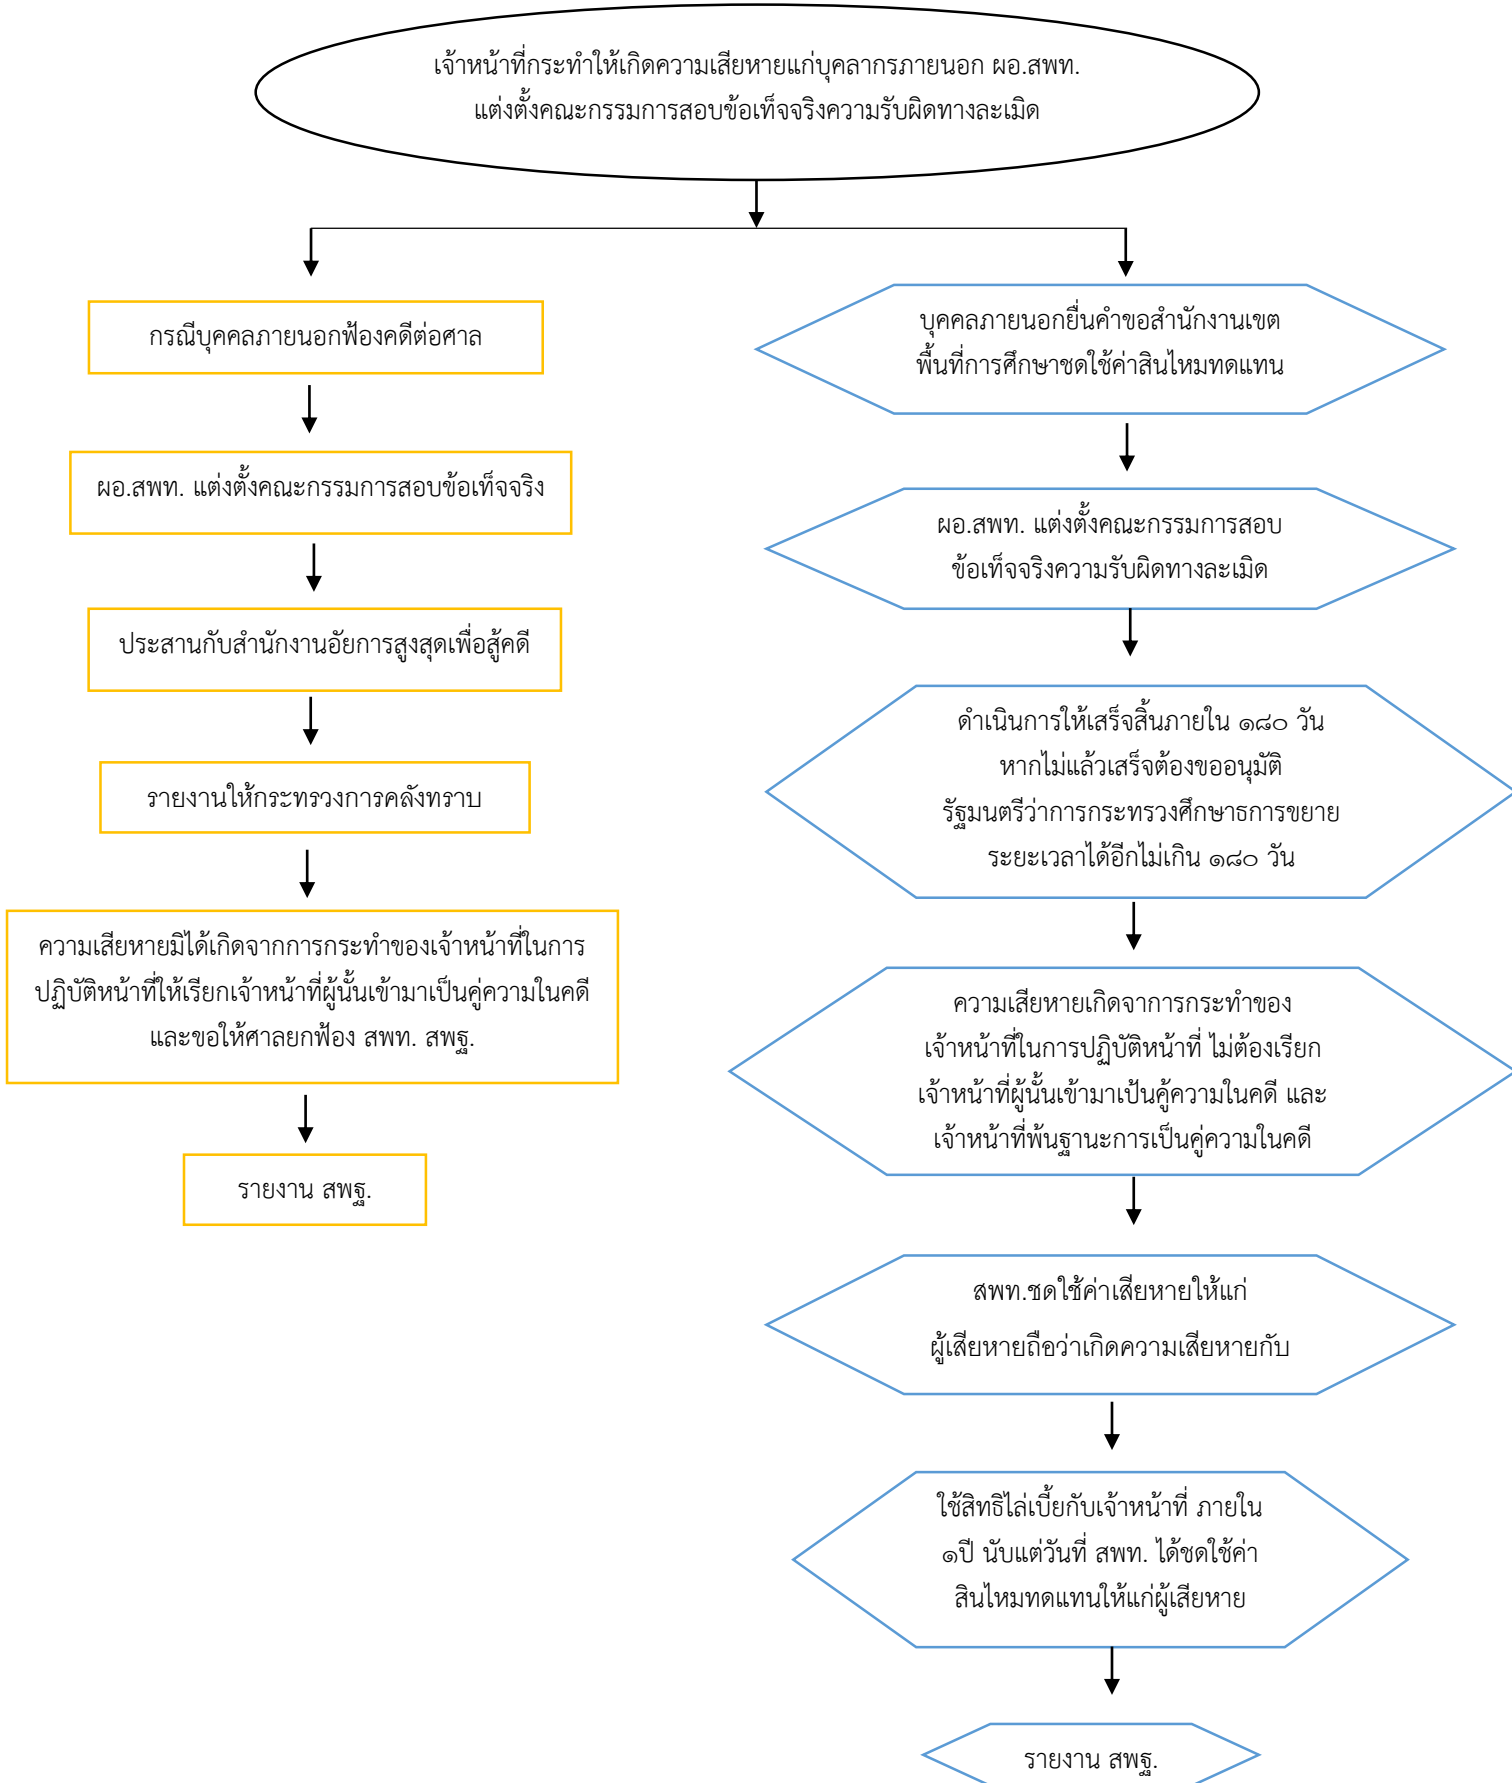 เจ้าหน้าที่กระทำให้เกิดความเสียหายแก่บุคลากรภายนอก ผอ.สพท.
แต่งตั้งคณะกรรมการสอบข้อเท็จจริงความรับผิดทางละเมิด
กรณีบุคคลภายนอกฟ้องคดีต่อศาล
ผอ.สพท. แต่งตั้งคณะกรรมการสอบข้อเท็จจริง
ประสานกับสำนักงานอัยการสูงสุดเพื่อสู้คดี
รายงานให้กระทรวงการคลังทราบ
ความเสียหายมิได้เกิดจากการกระทำของเจ้าหน้าที่ในการ
ปฏิบัติหน้าที่ให้เรียกเจ้าหน้าที่ผู้นั้นเข้ามาเป็นคู่ความในคดี
และขอให้ศาลยกฟ้อง สพท. สพฐ.
รายงาน สพฐ.
บุคคลภายนอกยื่นคำขอสำนักงานเขต
พื้นที่การศึกษาชดใช้ค่าสินไหมทดแทน
ผอ.สพท. แต่งตั้งคณะกรรมการสอบ
ข้อเท็จจริงความรับผิดทางละเมิด
ดำเนินการให้เสร็จสิ้นภายใน ๑๘๐ วัน
หากไม่แล้วเสร็จต้องขออนุมัติ
รัฐมนตรีว่าการกระทรวงศึกษาธิการขยาย
ระยะเวลาได้อีกไม่เกิน ๑๘๐ วัน
ความเสียหายเกิดจาการกระทำของ
เจ้าหน้าที่ในการปฏิบัติหน้าที่ ไม่ต้องเรียก
เจ้าหน้าที่ผู้นั้นเข้ามาเป้นคู้ความในคดี และ
เจ้าหน้าที่พ้นฐานะการเป็นคู่ความในคดี
สพท.ชดใช้ค่าเสียหายให้แก่
ผู้เสียหายถือว่าเกิดความเสียหายกับ
ใช้สิทธิไล่เบี้ยกับเจ้าหน้าที่ ภายใน
๑ปี นับแต่วันที่ สพท. ได้ชดใช้ค่า
สินไหมทดแทนให้แก่ผู้เสียหาย
รายงาน สพฐ.